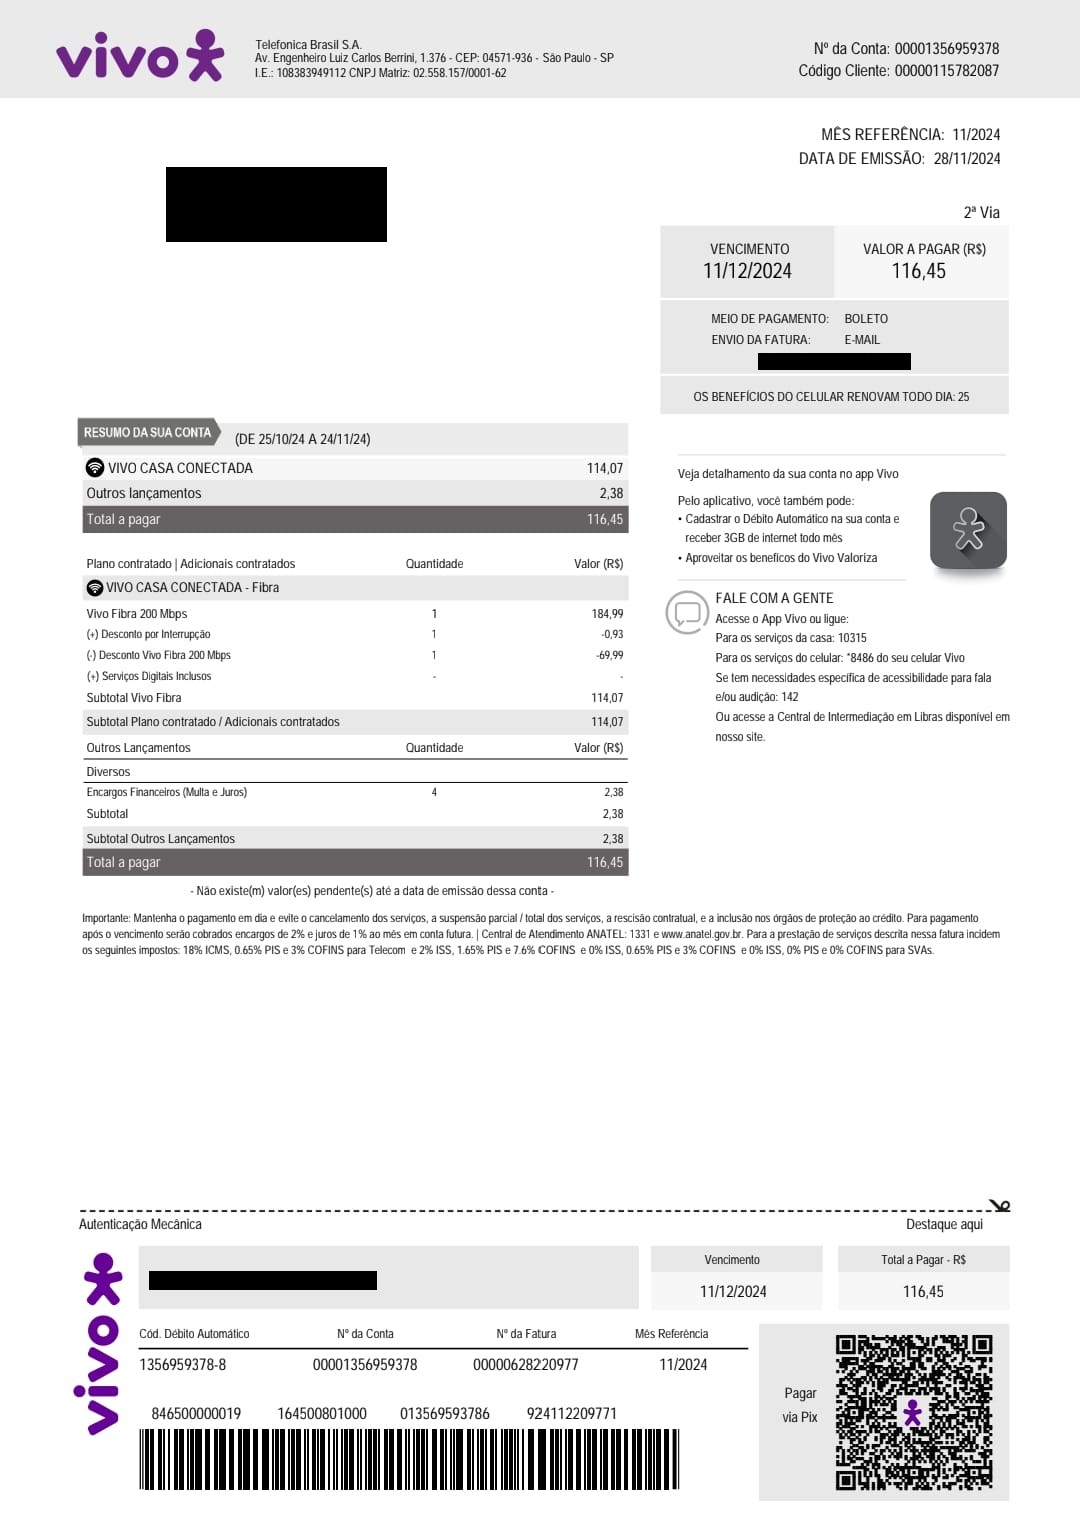 vivo
Telefonica Brasil S.A.
Av. Engenheiro Luiz Carlos Berrini, 1.376 - CEP: 04571-936 - São Paulo - SP
I.E.: 108383949112 CNPJ Matriz: 02.558.157/0001-62
Nº da Conta: 00001356959378
Código Cliente: 00000115782087
MÊS REFERÊNCIA: 11/2024
DATA DE EMISSÃO: 28/11/2024
2ª Via
VENCIMENTO VALOR A PAGAR (R$)
11/12/2024 116,45
MEIO DE PAGAMENTO: BOLETO
ENVIO DA FATURA: E-MAIL
OS BENEFÍCIOS DO CELULAR RENOVAM TODO DIA: 25
RESUMO DA SUA CONTA (DE 25/10/24 A 24/11/24)
VIVO CASA CONECTADA 114,07
Outros lançamentos 2,38
Total a pagar 116,45
Plano contratado | Adicionais contratados Quantidade Valor (R$)
VIVO CASA CONECTADA - Fibra
Vivo Fibra 200 Mbps 1 184,99
(+) Desconto por Interrupção 1 -0,93
(-) Desconto Vivo Fibra 200 Mbps 1 -69,99
(+) Serviços Digitais Inclusos - -
Subtotal Vivo Fibra 114,07
Subtotal Plano contratado / Adicionais contratados 114,07
Outros Lançamentos Quantidade Valor (R$)
Diversos
Encargos Financeiros (Multa e Juros) 4 2,38
Subtotal 2,38
Subtotal Outros Lançamentos 2,38
Total a pagar 116,45
- Não existe(m) valor(es) pendente(s) até a data de emissão dessa conta -
Veja detalhamento da sua conta no app Vivo
Pelo aplicativo, você também pode:
• Cadastrar o Débito Automático na sua conta e
receber 3GB de internet todo mês
• Aproveitar os benefícos do Vivo Valoriza
FALE COM A GENTE
Acesse o App Vivo ou ligue:
Para os serviços da casa: 10315
Para os serviços do celular: *8486 do seu celular Vivo
Se tem necessidades específica de acessibilidade para fala
e/ou audição: 142
Ou acesse a Central de Intermediação em Libras disponível em
nosso site.
Importante: Mantenha o pagamento em dia e evite o cancelamento dos serviços, a suspensão parcial / total dos serviços, a rescisão contratual, e a inclusão nos órgãos de proteção ao crédito. Para pagamento
após o vencimento serão cobrados encargos de 2% e juros de 1% ao mês em conta futura. | Central de Atendimento ANATEL: 1331 e www.anatel.gov.br. Para a prestação de serviços descrita nessa fatura incidem
os seguintes impostos: 18% ICMS, 0.65% PIS e 3% COFINS para Telecom e 2% ISS, 1.65% PIS e 7.6% COFINS e 0% ISS, 0.65% PIS e 3% COFINS e 0% ISS, 0% PIS e 0% COFINS para SVAs.
Autenticação Mecânica Destaque aqui
vivo
Vencimento Total a Pagar - R$
11/12/2024 116,45
Cód. Débito Automático Nº da Conta Nº da Fatura Mês Referência
1356959378-8 00001356959378 00000628220977 11/2024
846500000019 164500801000 013569593786 924112209771
Pagar
via Pix